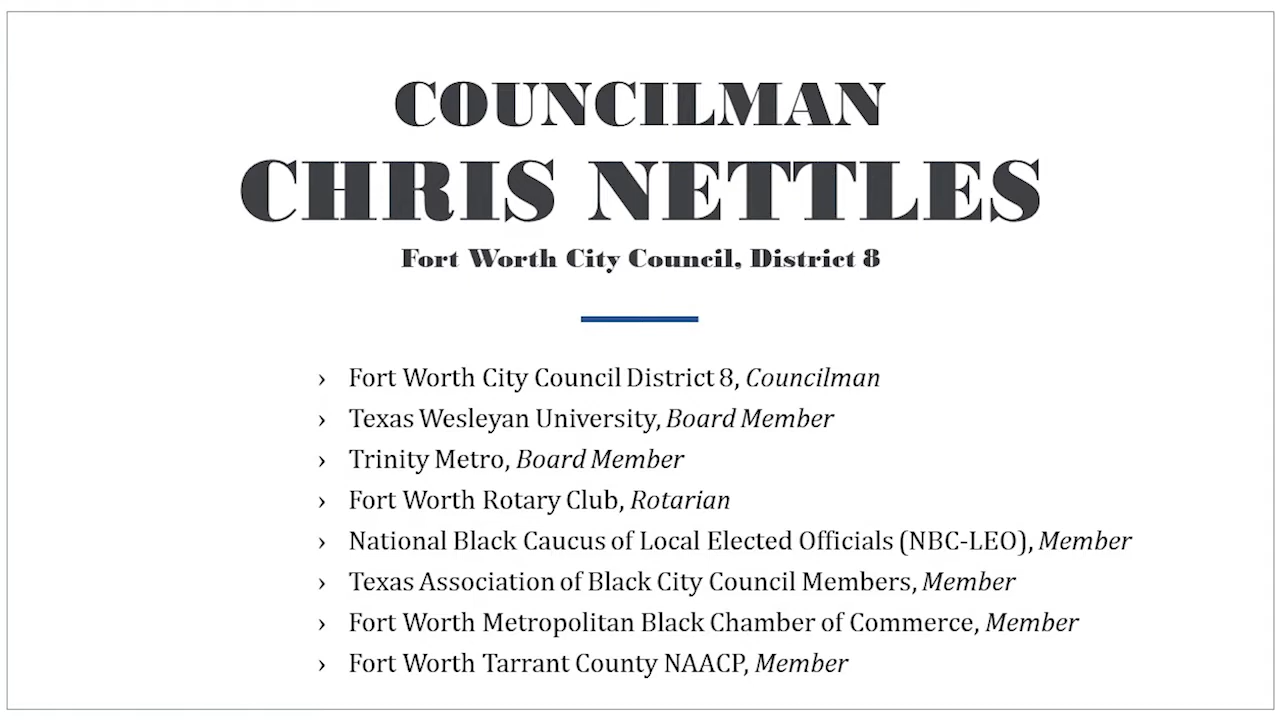 COUNCILMAN
CHRIS NETTLES
Fort Worth City Council, District 8
› Fort Worth City Council District 8, Councilman
› Texas Wesleyan University, Board Member
› Trinity Metro, Board Member
› Fort Worth Rotary Club, Rotarian
› National Black Caucus of Local Elected Officials (NBC-LEO), Member
› Texas Association of Black City Council Members, Member
› Fort Worth Metropolitan Black Chamber of Commerce, Member
› Fort Worth Tarrant County NAACP, Member